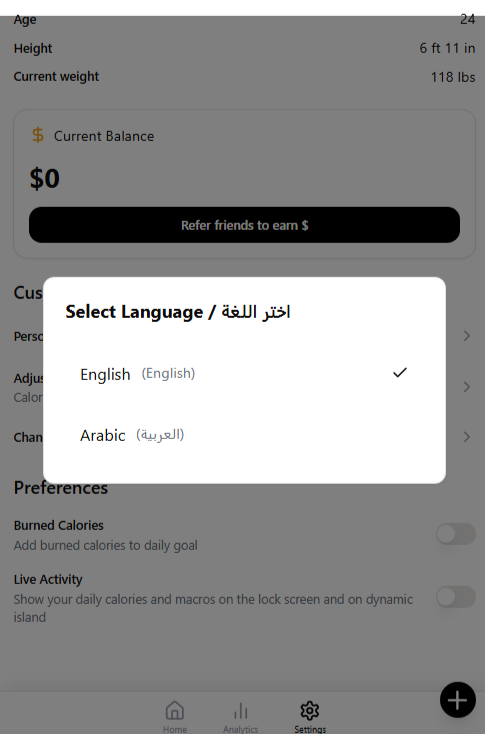 Age 24
Height 6 ft 11 in
Current weight 118 lbs
$ Current Balance
$0
Refer friends to earn $
Select Language / اختر اللغة
English (English)
Arabic (العربية)
Preferences
Burned Calories
Add burned calories to daily goal
Live Activity
Show your daily calories and macros on the lock screen and on dynamic
island
Home Analytics Settings